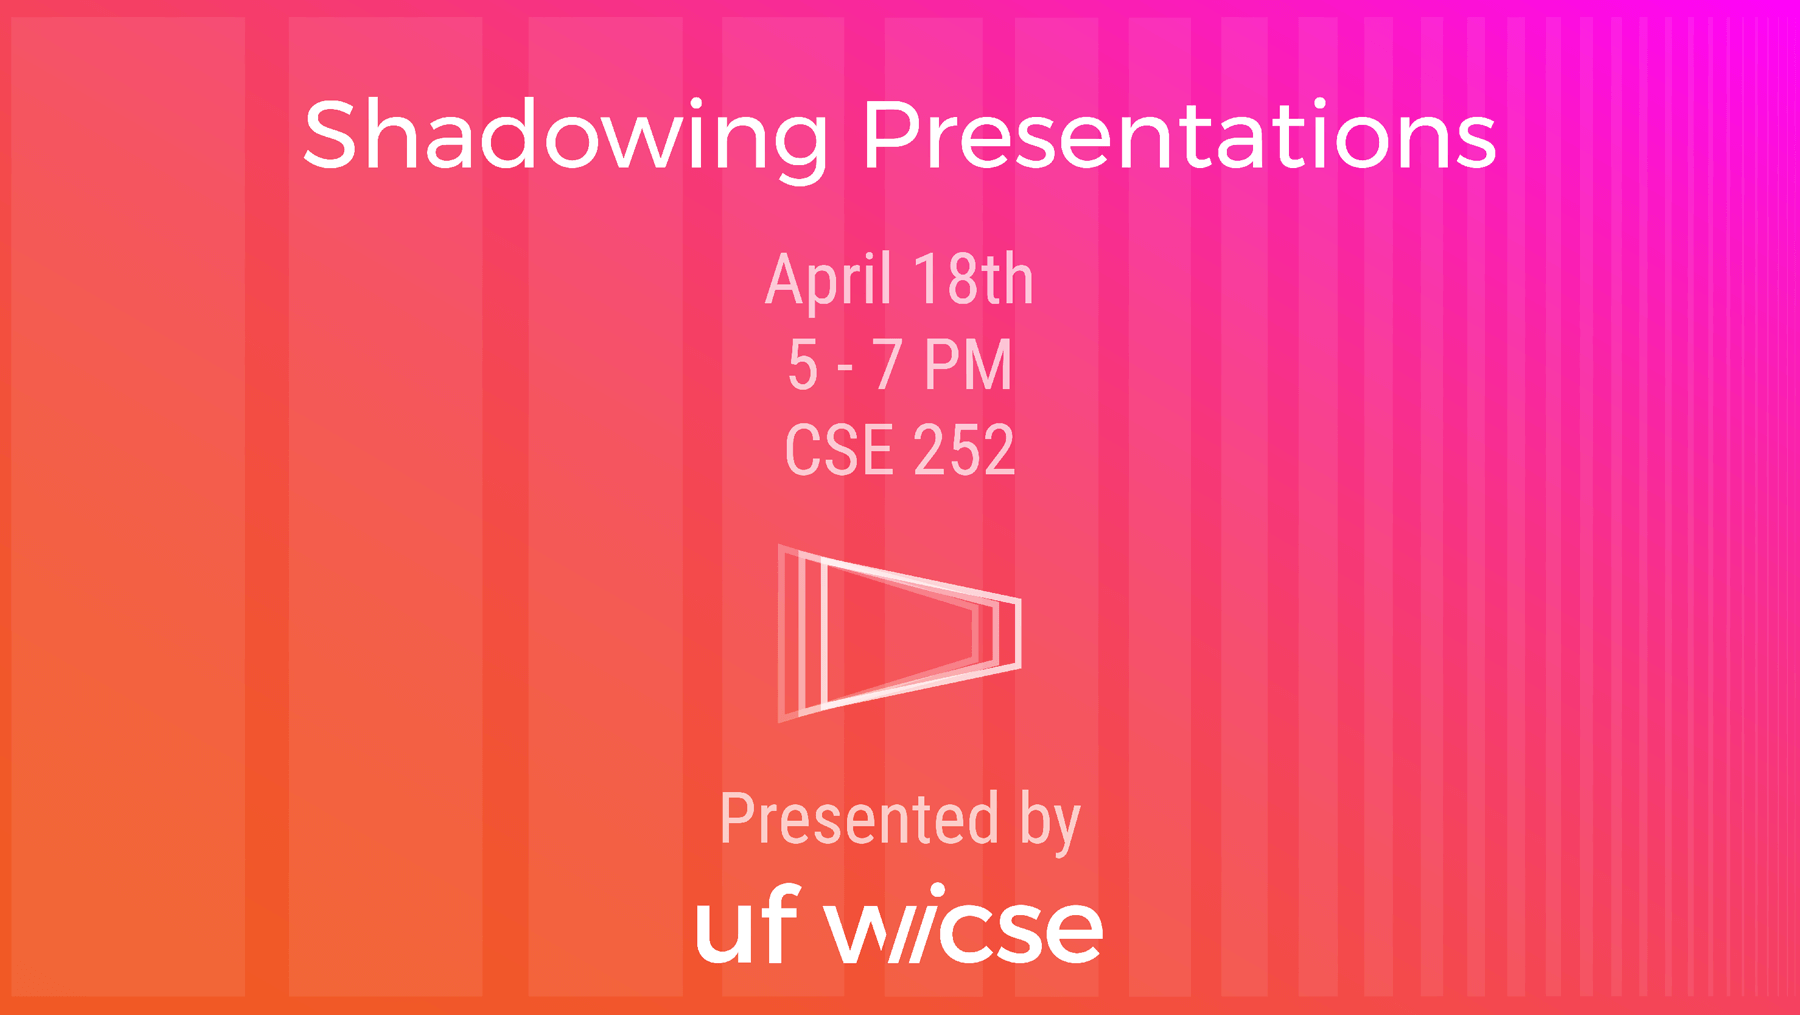 Shadowing Presentations
April 18th
5 - 7 PM
CSE 252
Presented by
uf wicse